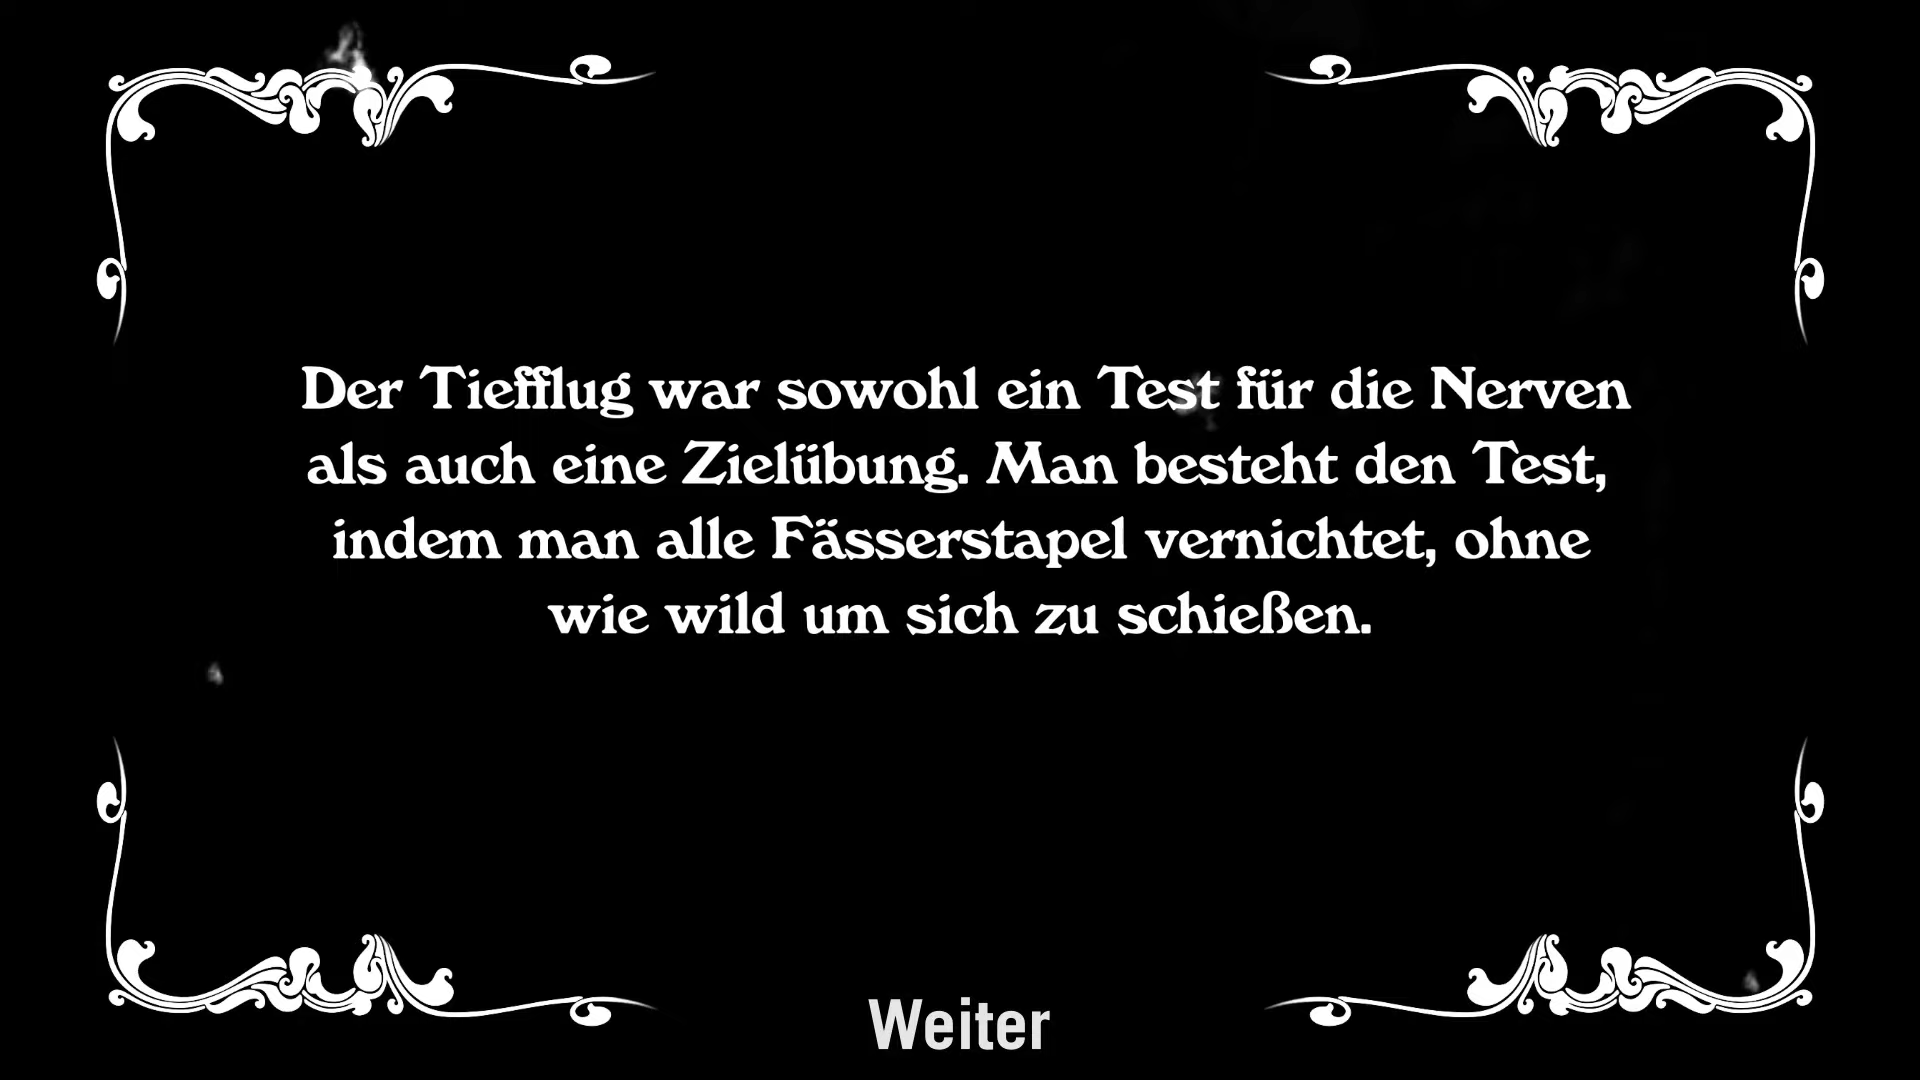 Der Tiefflug war sowohl ein Test für die Nerven
als auch eine Zielübung. Man besteht den Test,
indem man alle Fässerstapel vernichtet, ohne
wie wild um sich zu schießen.
Weiter